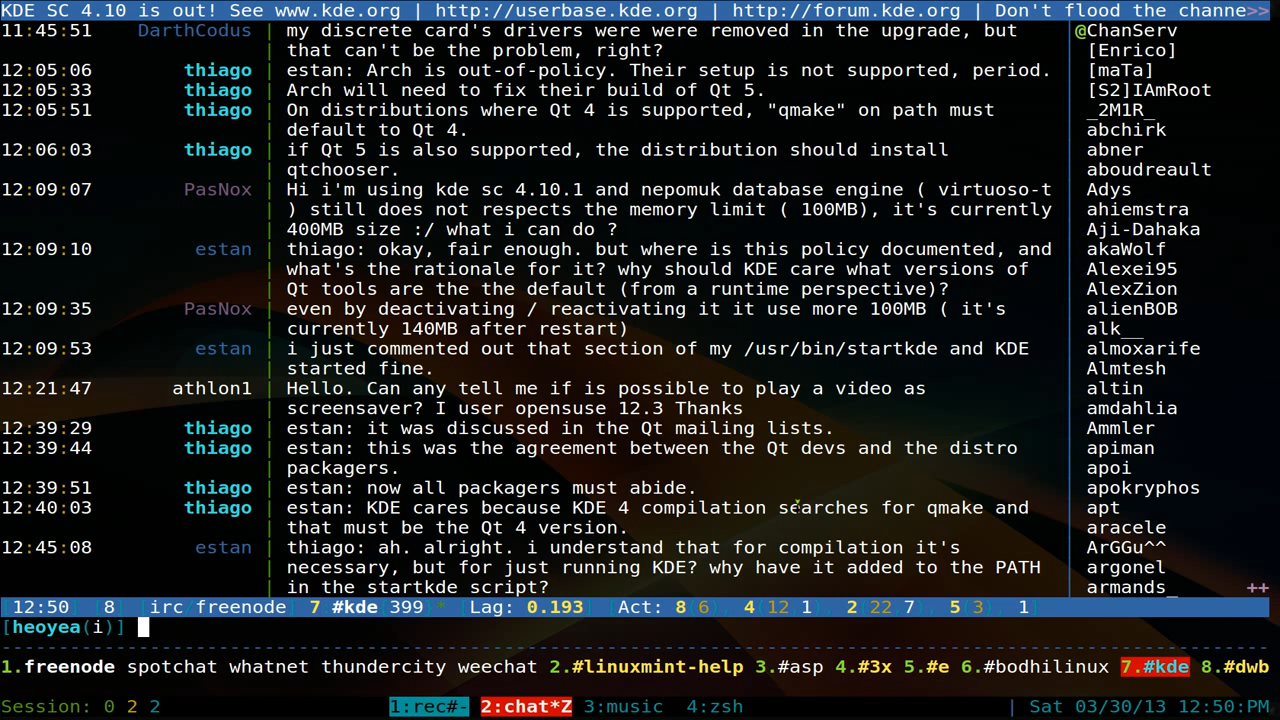 KDE SC 4.10 is out! See www.kde.org | http://userbase.kde.org | http://forum.kde.org | Don't flood the channe>>
11:45:51 DarthCodus | my discrete card's drivers were were removed in the upgrade, but | @ChanServ
| that can't be the problem, right? | [Enrico]
12:05:06 thiago | estan: Arch is out-of-policy. Their setup is not supported, period. | [maTa]
12:05:33 thiago | Arch will need to fix their build of Qt 5. | [S2]IAmRoot
12:05:51 thiago | On distributions where Qt 4 is supported, "qmake" on path must | _2M1R_
| default to Qt 4. | abchirk
12:06:03 thiago | if Qt 5 is also supported, the distribution should install | abner
| qtchooser. | aboudreault
12:09:07 PasNox | Hi i'm using kde sc 4.10.1 and nepomuk database engine ( virtuoso-t | Adys
| ) still does not respects the memory limit ( 100MB), it's currently | ahiemstra
| 400MB size :/ what i can do ? | Aji-Dahaka
12:09:10 estan | thiago: okay, fair enough. but where is this policy documented, and | akaWolf
| what's the rationale for it? why should KDE care what versions of | Alexei95
| Qt tools are the the default (from a runtime perspective)? | AlexZion
12:09:35 PasNox | even by deactivating / reactivating it it use more 100MB ( it's | alienBOB
| currently 140MB after restart) | alk__
12:09:53 estan | i just commented out that section of my /usr/bin/startkde and KDE | almoxarife
| started fine. | Almtesh
12:21:47 athlon1 | Hello. Can any tell me if is possible to play a video as | altin
| screensaver? I user opensuse 12.3 Thanks | amdahlia
12:39:29 thiago | estan: it was discussed in the Qt mailing lists. | Ammler
12:39:44 thiago | estan: this was the agreement between the Qt devs and the distro | apiman
| packagers. | apoi
12:39:51 thiago | estan: now all packagers must abide. | apokryphos
12:40:03 thiago | estan: KDE cares because KDE 4 compilation searches for qmake and | apt
| that must be the Qt 4 version. | aracele
12:45:08 estan | thiago: ah. alright. i understand that for compilation it's | ArGGu^^
| necessary, but for just running KDE? why have it added to the PATH | argonel
| in the startkde script? | armands_ ++
[12:50] [8] [irc/freenode] 7 #kde(399)* [Lag: 0.193] [Act: 8(6), 4(12,1), 2(22,7), 5(3), 1]
[heoyea(i)]
1.freenode spotchat whatnet thundercity weechat 2.#linuxmint-help 3.#asp 4.#3x 5.#e 6.#bodhilinux 7.#kde 8.#dwb
Session: 0 2 2 1:rec#- 2:chat*Z 3:music 4:zsh | Sat 03/30/13 12:50:PM